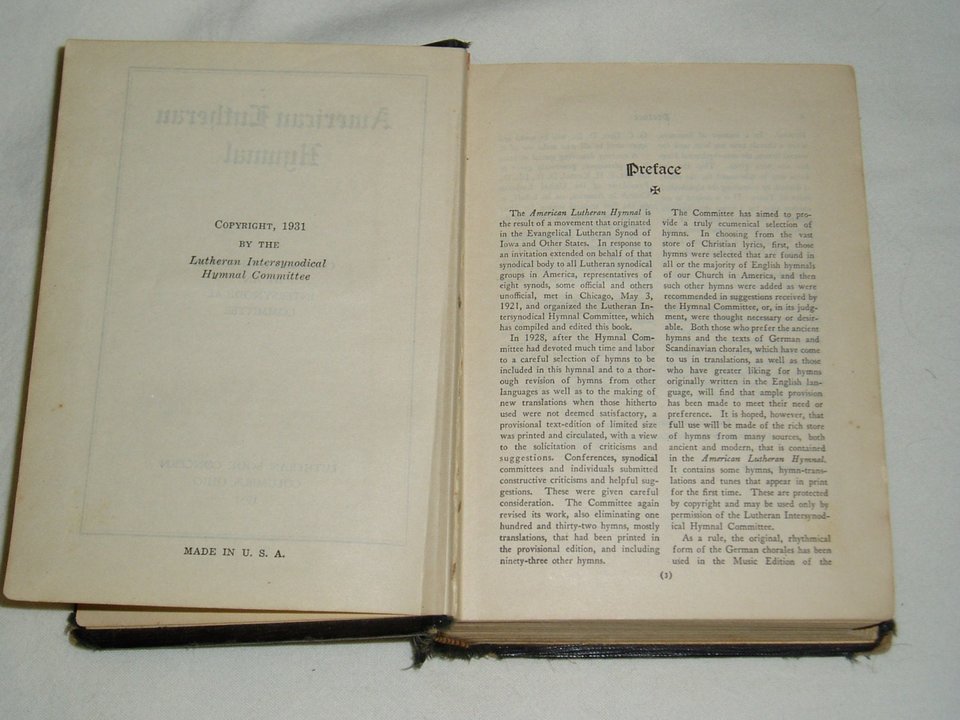 COPYRIGHT, 1931
BY THE
Lutheran Intersynodical
Hymnal Committee
MADE IN U. S. A.
Preface
The American Lutheran Hymnal is
the result of a movement that originated
in the Evangelical Lutheran Synod of
Iowa and Other States. In response to
an invitation extended on behalf of that
synodical body to all Lutheran synodical
groups in America, representatives of
eight synods, some official and others
unofficial, met in Chicago, May 3,
1921, and organized the Lutheran In-
tersynodical Hymnal Committee, which
has compiled and edited this book.
In 1928, after the Hymnal Com-
mittee had devoted much time and labor
to a careful selection of hymns to be
included in this hymnal and to a thor-
ough revision of hymns from other
languages as well as to the making of
new translations when those hitherto
used were not deemed satisfactory, a
provisional text-edition of limited size
was printed and circulated, with a view
to the solicitation of criticisms and
suggestions. Conferences, synodical
committees and individuals submitted
constructive criticisms and helpful sug-
gestions. These were given careful
consideration. The Committee again
revised its work, also eliminating one
hundred and thirty-two hymns, mostly
translations, that had been printed in
the provisional edition, and including
ninety-three other hymns.
The Committee has aimed to pro-
vide a truly ecumenical selection of
hymns. In choosing from the vast
store of Christian lyrics, first, those
hymns were selected that are found in
all or the majority of English hymnals
of our Church in America, and then
such other hymns were added as were
recommended in suggestions received by
the Hymnal Committee, or, in its judg-
ment, were thought necessary or desir-
able. Both those who prefer the ancient
hymns and the texts of German and
Scandinavian chorales, which have come
to us in translations, as well as those
who have greater liking for hymns
originally written in the English lan-
guage, will find that ample provision
has been made to meet their need or
preference. It is hoped, however, that
full use will be made of the rich store
of hymns from many sources, both
ancient and modern, that is contained
in the American Lutheran Hymnal.
It contains some hymns, hymn-trans-
lations and tunes that appear in print
for the first time. These are protected
by copyright and may be used only by
permission of the Lutheran Intersynod-
ical Hymnal Committee.
As a rule, the original, rhythmical
form of the German chorales has been
used in the Music Edition of the
(3)